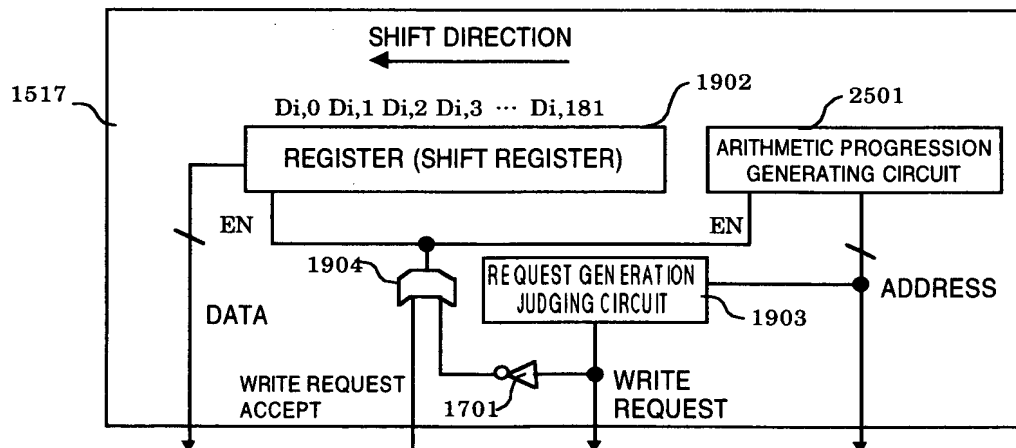 SHIFT DIRECTION
1517
1902
2501
Di,0 Di,1 Di,2 Di,3 ··· Di,181
REGISTER (SHIFT REGISTER)
ARITHMETIC PROGRESSION
GENERATING CIRCUIT
EN
EN
1904
REQUEST GENERATION
JUDGING CIRCUIT
ADDRESS
1903
DATA
WRITE REQUEST
ACCEPT
1701
WRITE
REQUEST